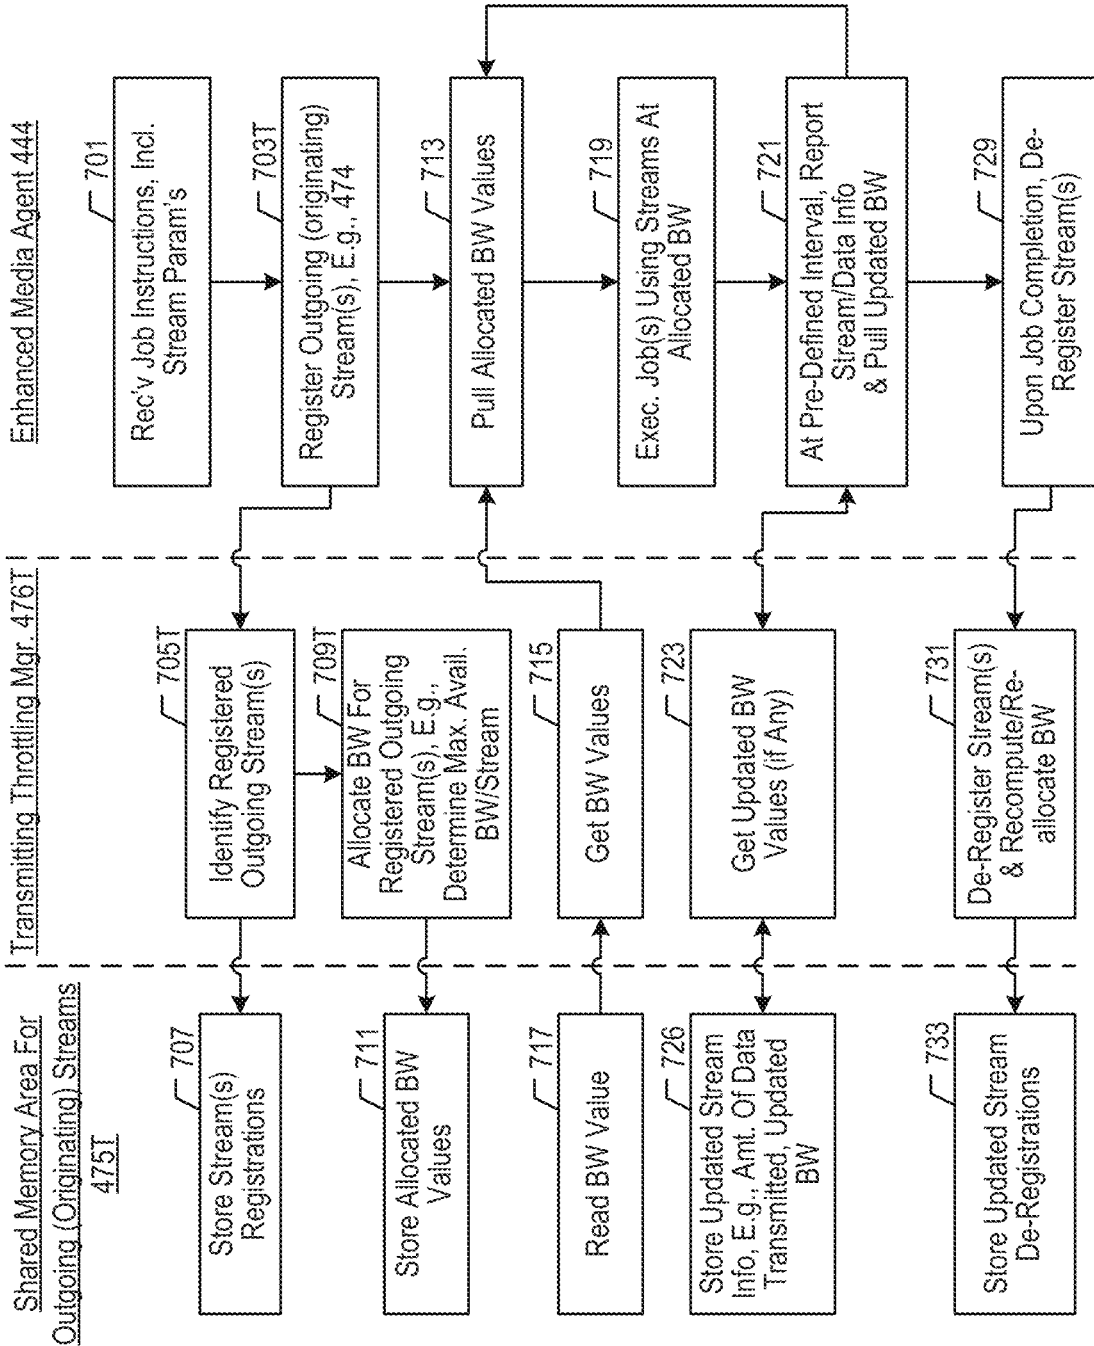 Enhanced Media Agent 444
701
Rec'v Job Instructions, Incl.
Stream Param's
703T
Register Outgoing (originating)
Stream(s), E.g., 474
713
Pull Allocated BW Values
719
Exec. Job(s) Using Streams At
Allocated BW
721
At Pre-Defined Interval, Report
Stream/Data Info
& Pull Updated BW
729
Upon Job Completion, De-
Register Stream(s)
Transmitting Throttling Mgr. 476T
705T
Identify Registered
Outgoing Stream(s)
709T
Allocate BW For
Registered Outgoing
Stream(s), E.g.,
Determine Max. Avail.
BW/Stream
715
Get BW Values
723
Get Updated BW
Values (if Any)
731
De-Register Stream(s)
& Recompute/Re-
allocate BW
Shared Memory Area For
Outgoing (Originating) Streams
475T
707
Store Stream(s)
Registrations
711
Store Allocated BW
Values
717
Read BW Value
726
Store Updated Stream
Info, E.g., Amt. Of Data
Transmitted, Updated
BW
733
Store Updated Stream
De-Registrations